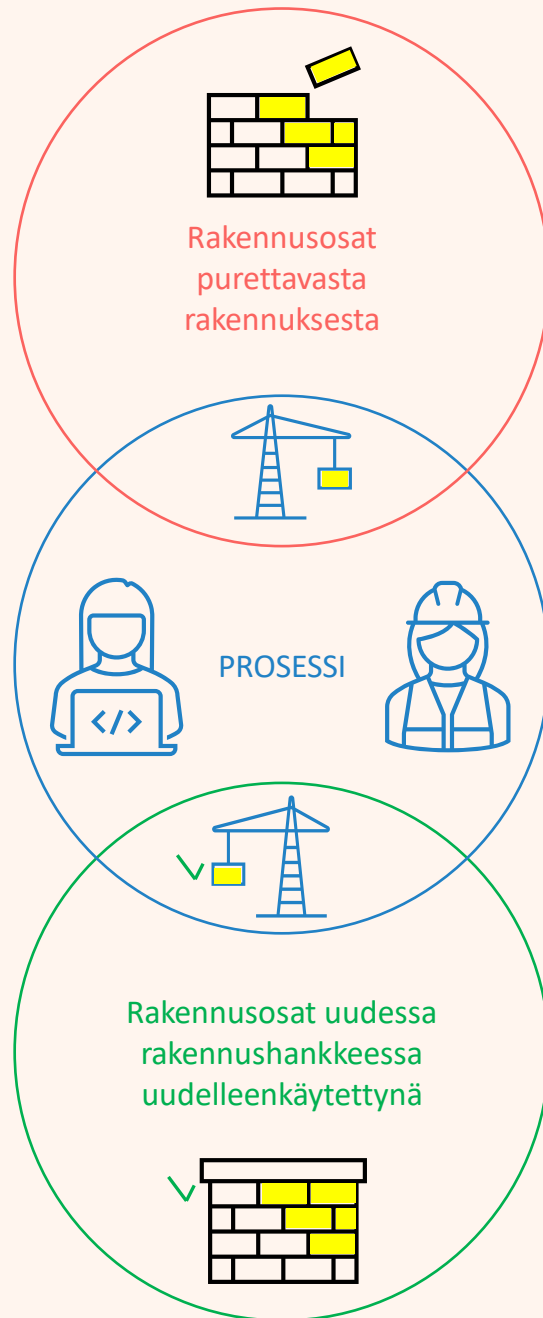 Rakennusosat
purettavasta
rakennuksesta
PROSESSI
</>
Rakennusosat uudessa
rakennushankkeessa
uudelleenkäytettynä